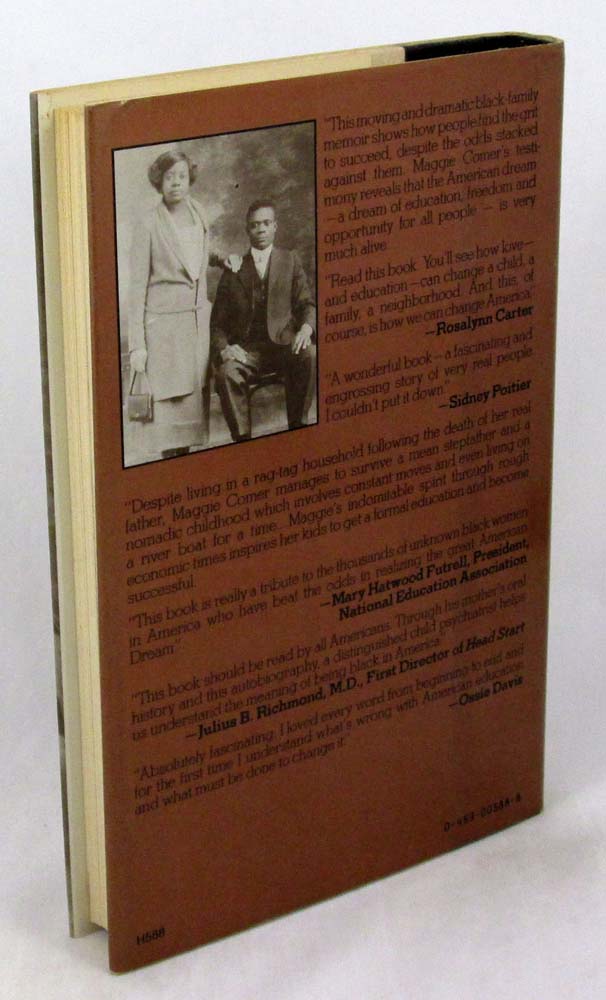 "This moving and dramatic black-family
memoir shows how people find the grit
to succeed, despite the odds stacked
against them. Maggie Comer's testi-
mony reveals that the American dream
—a dream of education, freedom and
opportunity for all people — is very
much alive.
"Read this book. You'll see how love—
and education—can change a child, a
family, a neighborhood. And this, of
course, is how we can change America."
—Rosalynn Carter
"A wonderful book—a fascinating and
engrossing story of very real people.
I couldn't put it down."
—Sidney Poitier
"Despite living in a rag-tag household following the death of her real
father, Maggie Comer manages to survive a mean stepfather and a
nomadic childhood which involves constant moves and even living on
a river boat for a time... Maggie's indomitable spirit through rough
economic times inspires her kids to get a formal education and become
successful.
"This book is really a tribute to the thousands of unknown black women
in America who have beat the odds in realizing the great American
Dream."
—Mary Hatwood Futrell, President,
National Education Association
"This book should be read by all Americans. Through his mother's oral
history and this autobiography, a distinguished child psychiatrist helps
us understand the meaning of being black in America."
—Julius B. Richmond, M.D., First Director of Head Start
"Absolutely fascinating. I loved every word from beginning to end and
for the first time I understand what's wrong with American education
and what must be done to change it."
—Ossie Davis
0-453-00588-6
H588